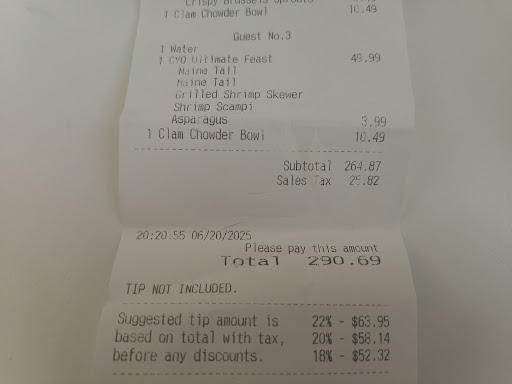 Crispy Brussels Sprouts
1 Clam Chowder Bowl 10.49
Guest No.3
1 Water
1 CYO Ultimate Feast 49.99
Maine Tail
Maine Tail
Grilled Shrimp Skewer
Shrimp Scampi
Asparagus 3.99
1 Clam Chowder Bowl 10.49
Subtotal 264.87
Sales Tax 25.82
20:20:55 06/20/2025
Please pay this amount
Total 290.69
TIP NOT INCLUDED.
Suggested tip amount is 22% - $63.95
based on total with tax, 20% - $58.14
before any discounts. 18% - $52.32